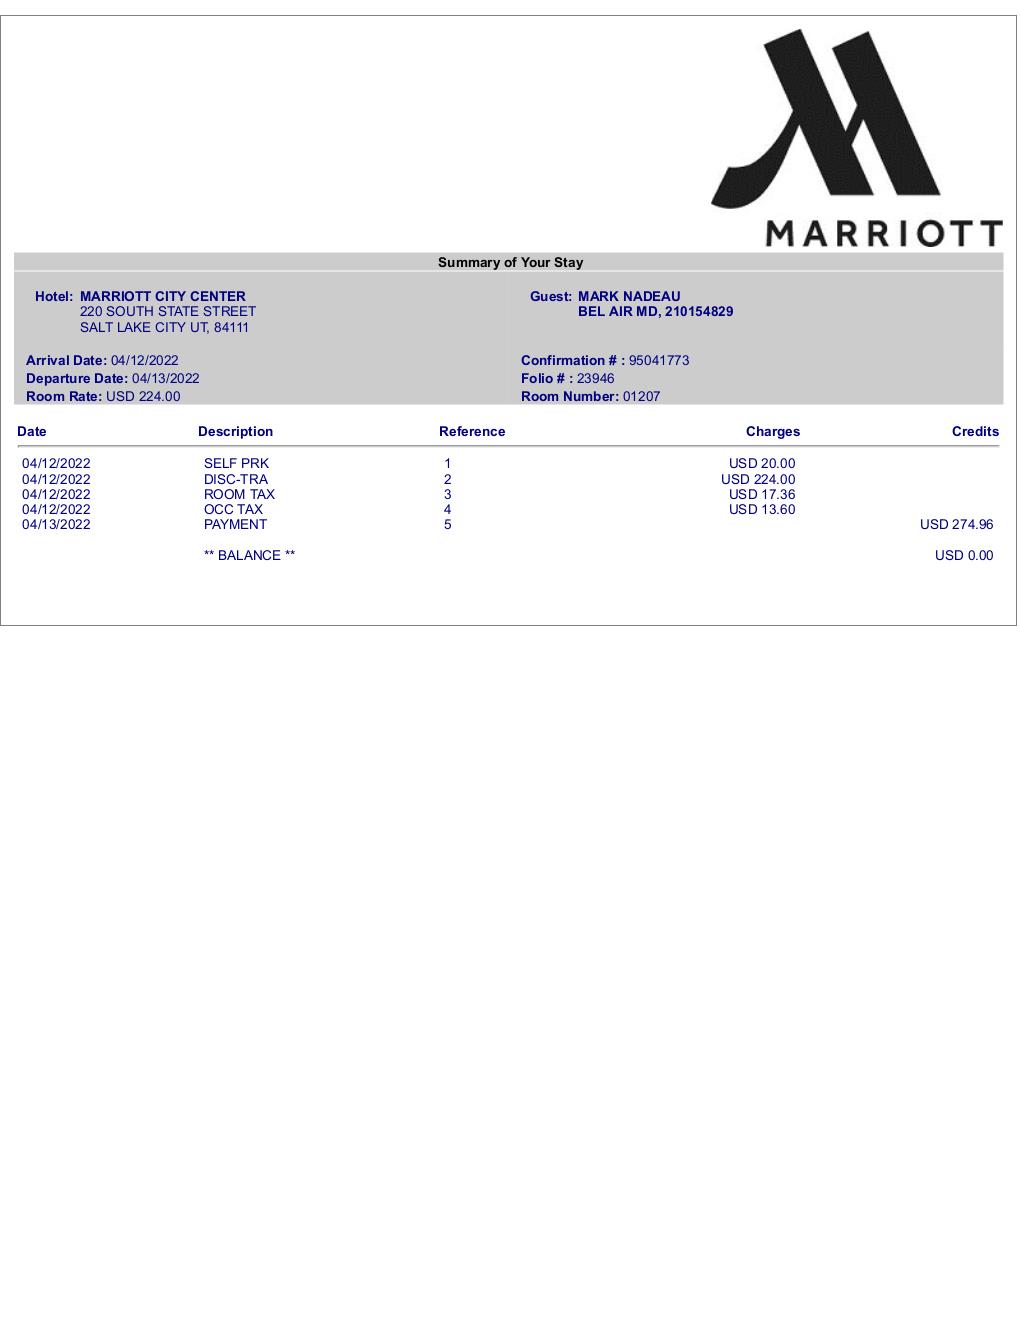 MARRIOTT
Summary of Your Stay
Hotel: MARRIOTT CITY CENTER Guest: MARK NADEAU
220 SOUTH STATE STREET BEL AIR MD, 210154829
SALT LAKE CITY UT, 84111
Arrival Date: 04/12/2022 Confirmation # : 95041773
Departure Date: 04/13/2022 Folio # : 23946
Room Rate: USD 224.00 Room Number: 01207
Date Description Reference Charges Credits
04/12/2022 SELF PRK 1 USD 20.00
04/12/2022 DISC-TRA 2 USD 224.00
04/12/2022 ROOM TAX 3 USD 17.36
04/12/2022 OCC TAX 4 USD 13.60
04/13/2022 PAYMENT 5 USD 274.96
** BALANCE ** USD 0.00